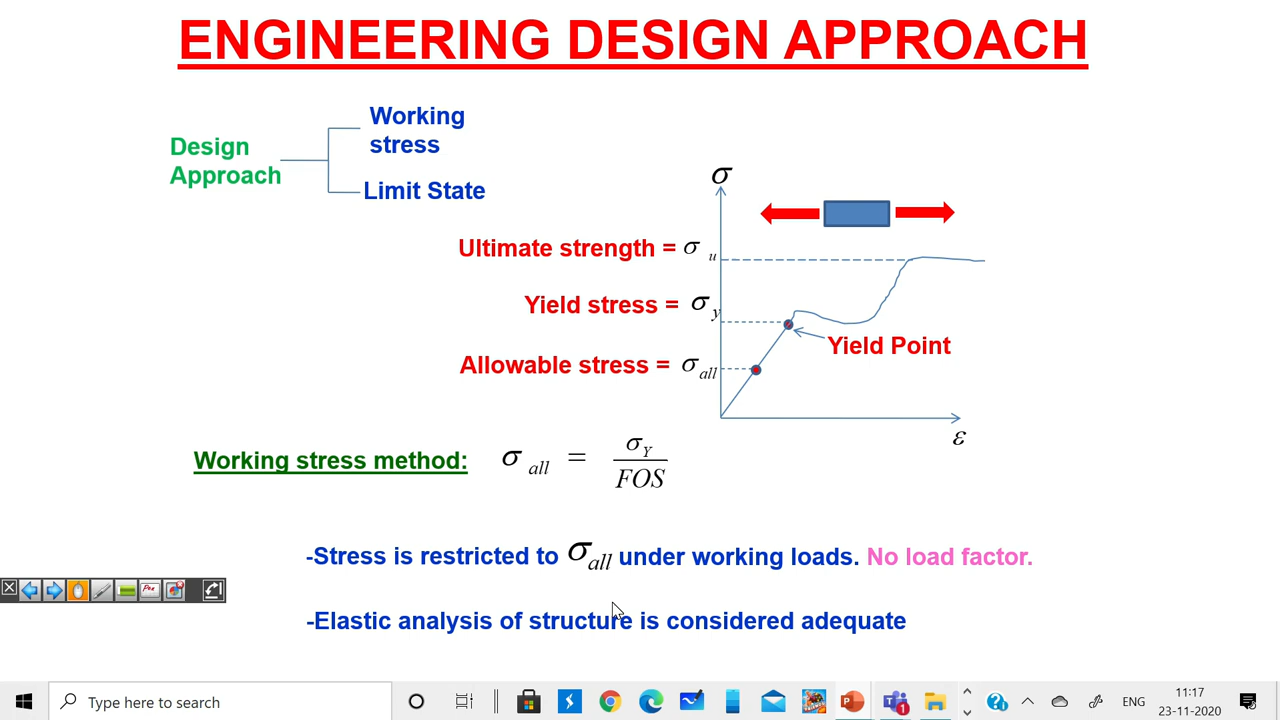 ENGINEERING DESIGN APPROACH
Design
Approach
Working
stress
Limit State
σ
Ultimate strength = σ u
Yield stress = σ y
Yield Point
Allowable stress = σ all
ε
Working stress method: σ all = σ Y / FOS
-Stress is restricted to σ all under working loads. No load factor.
-Elastic analysis of structure is considered adequate
Type here to search
1
ENG
11:17
23-11-2020